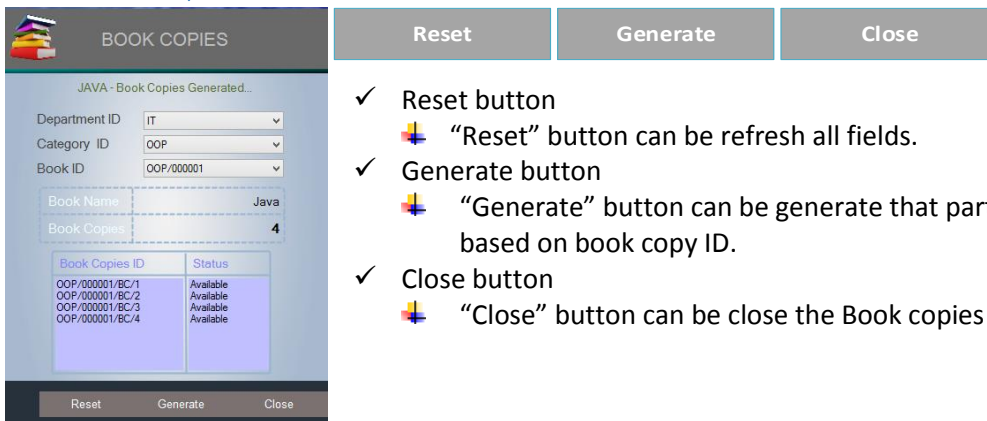 BOOK COPIES
JAVA - Book Copies Generated...
Department ID IT
Category ID OOP
Book ID OOP/000001
Book Name Java
Book Copies 4
Book Copies ID Status
OOP/000001/BC/1 Available
OOP/000001/BC/2 Available
OOP/000001/BC/3 Available
OOP/000001/BC/4 Available
Reset Generate Close
Reset Generate Close
✓ Reset button
“Reset” button can be refresh all fields.
✓ Generate button
“Generate” button can be generate that part
based on book copy ID.
✓ Close button
“Close” button can be close the Book copies